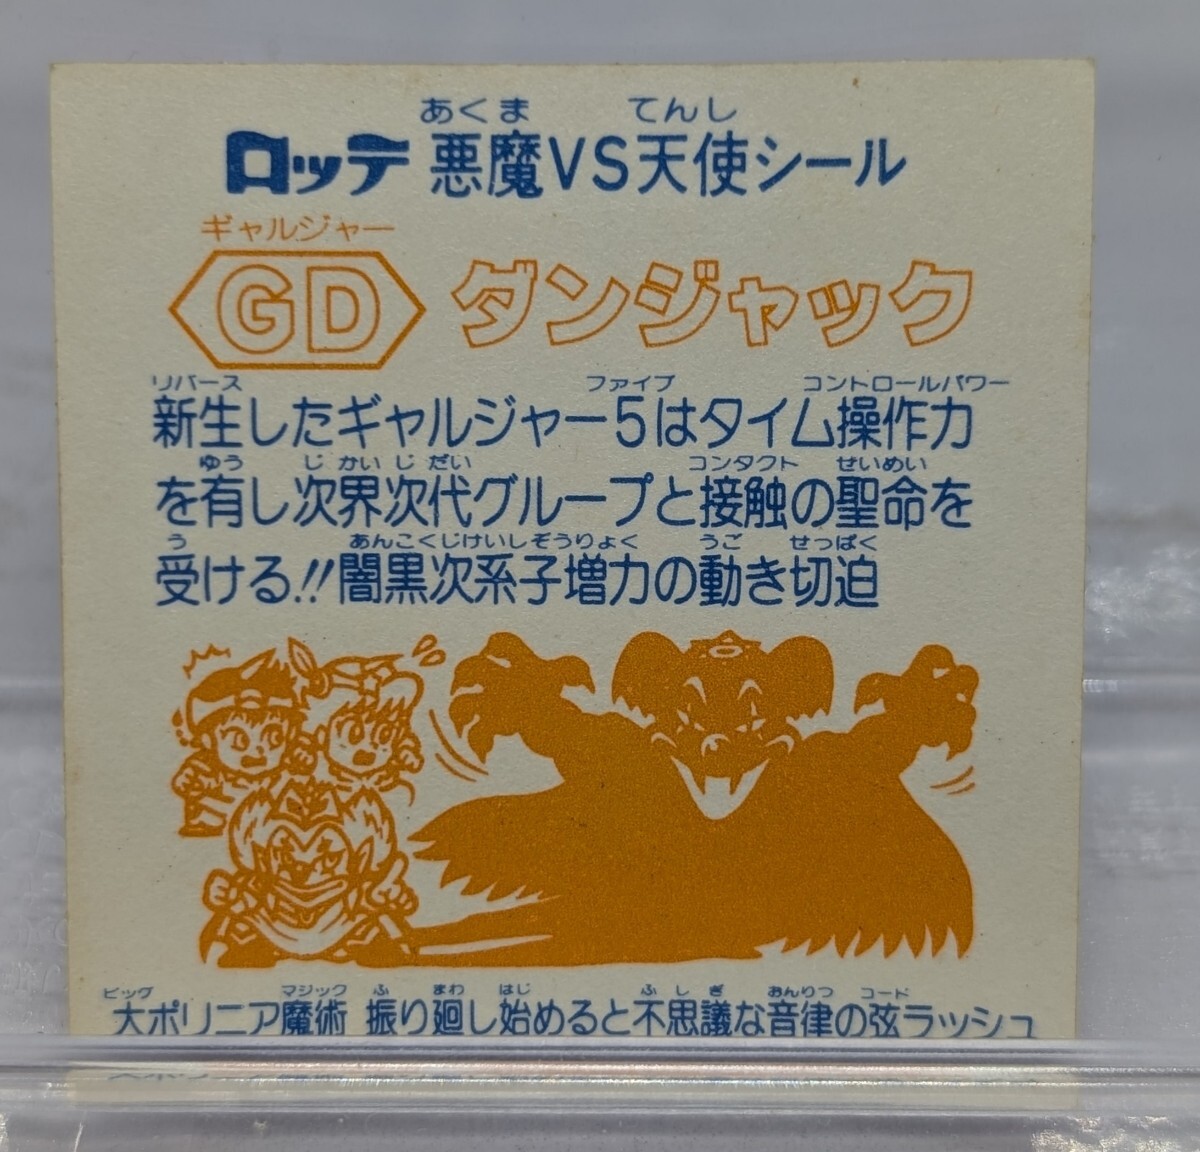 あくま てんし
ロッテ 悪魔VS天使シール
ギャルジャー
GD ダンジャック
リバース ファイブ コントロールパワー
新生したギャルジャー5はタイム操作力
ゆう じかいじだい コンタクト せいめい
を有し次界次代グループと接触の聖命を
う あんこくじけいしぞうりょく うご せっぱく
受ける!!闇黒次系子増力の動き切迫
ビッグ マジック ふ まわ はじ ふしぎ おんりつ コード
大ポリニア魔術 振り廻し始めると不思議な音律の弦ラッシュ